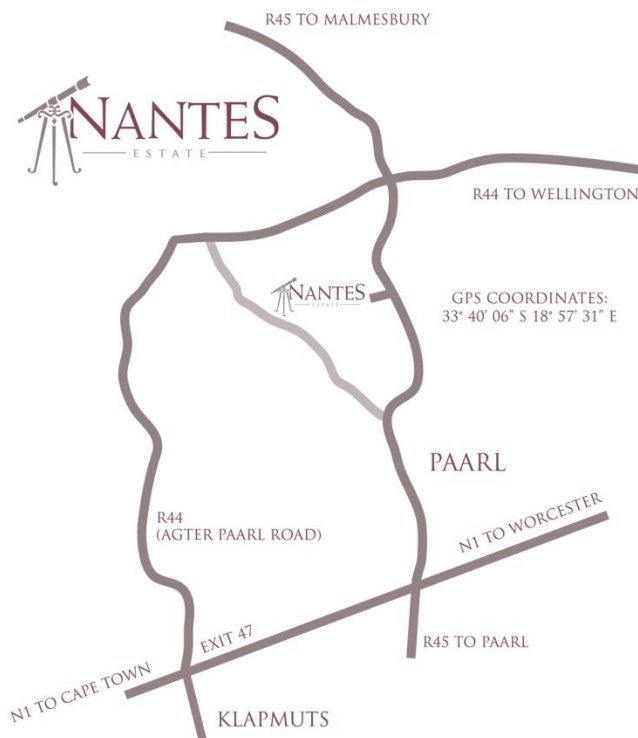 R45 TO MALMESBURY
NANTES
ESTATE
R44 TO WELLINGTON
NANTES
ESTATE
GPS COORDINATES:
33° 40' 06" S 18° 57' 31" E
PAARL
R44
(AGTER PAARL ROAD)
N1 TO WORCESTER
EXIT 47
R45 TO PAARL
N1 TO CAPE TOWN
KLAPMUTS